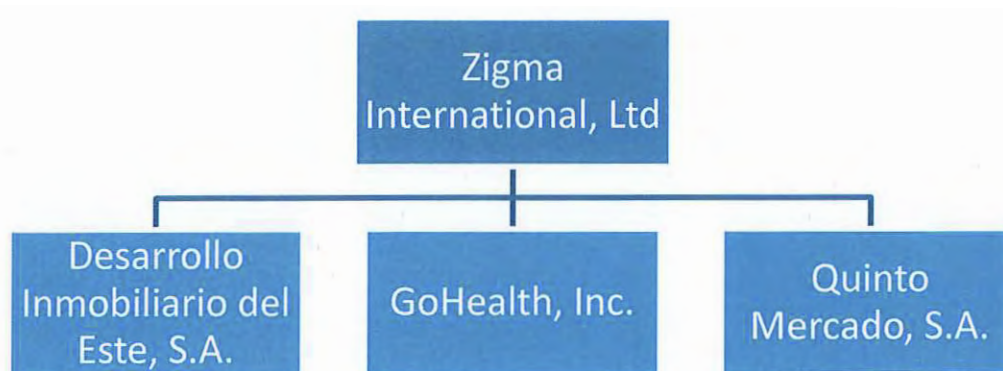 Zigma
International, Ltd
Desarrollo
Inmobiliario del
Este, S.A.
GoHealth, Inc.
Quinto
Mercado, S.A.